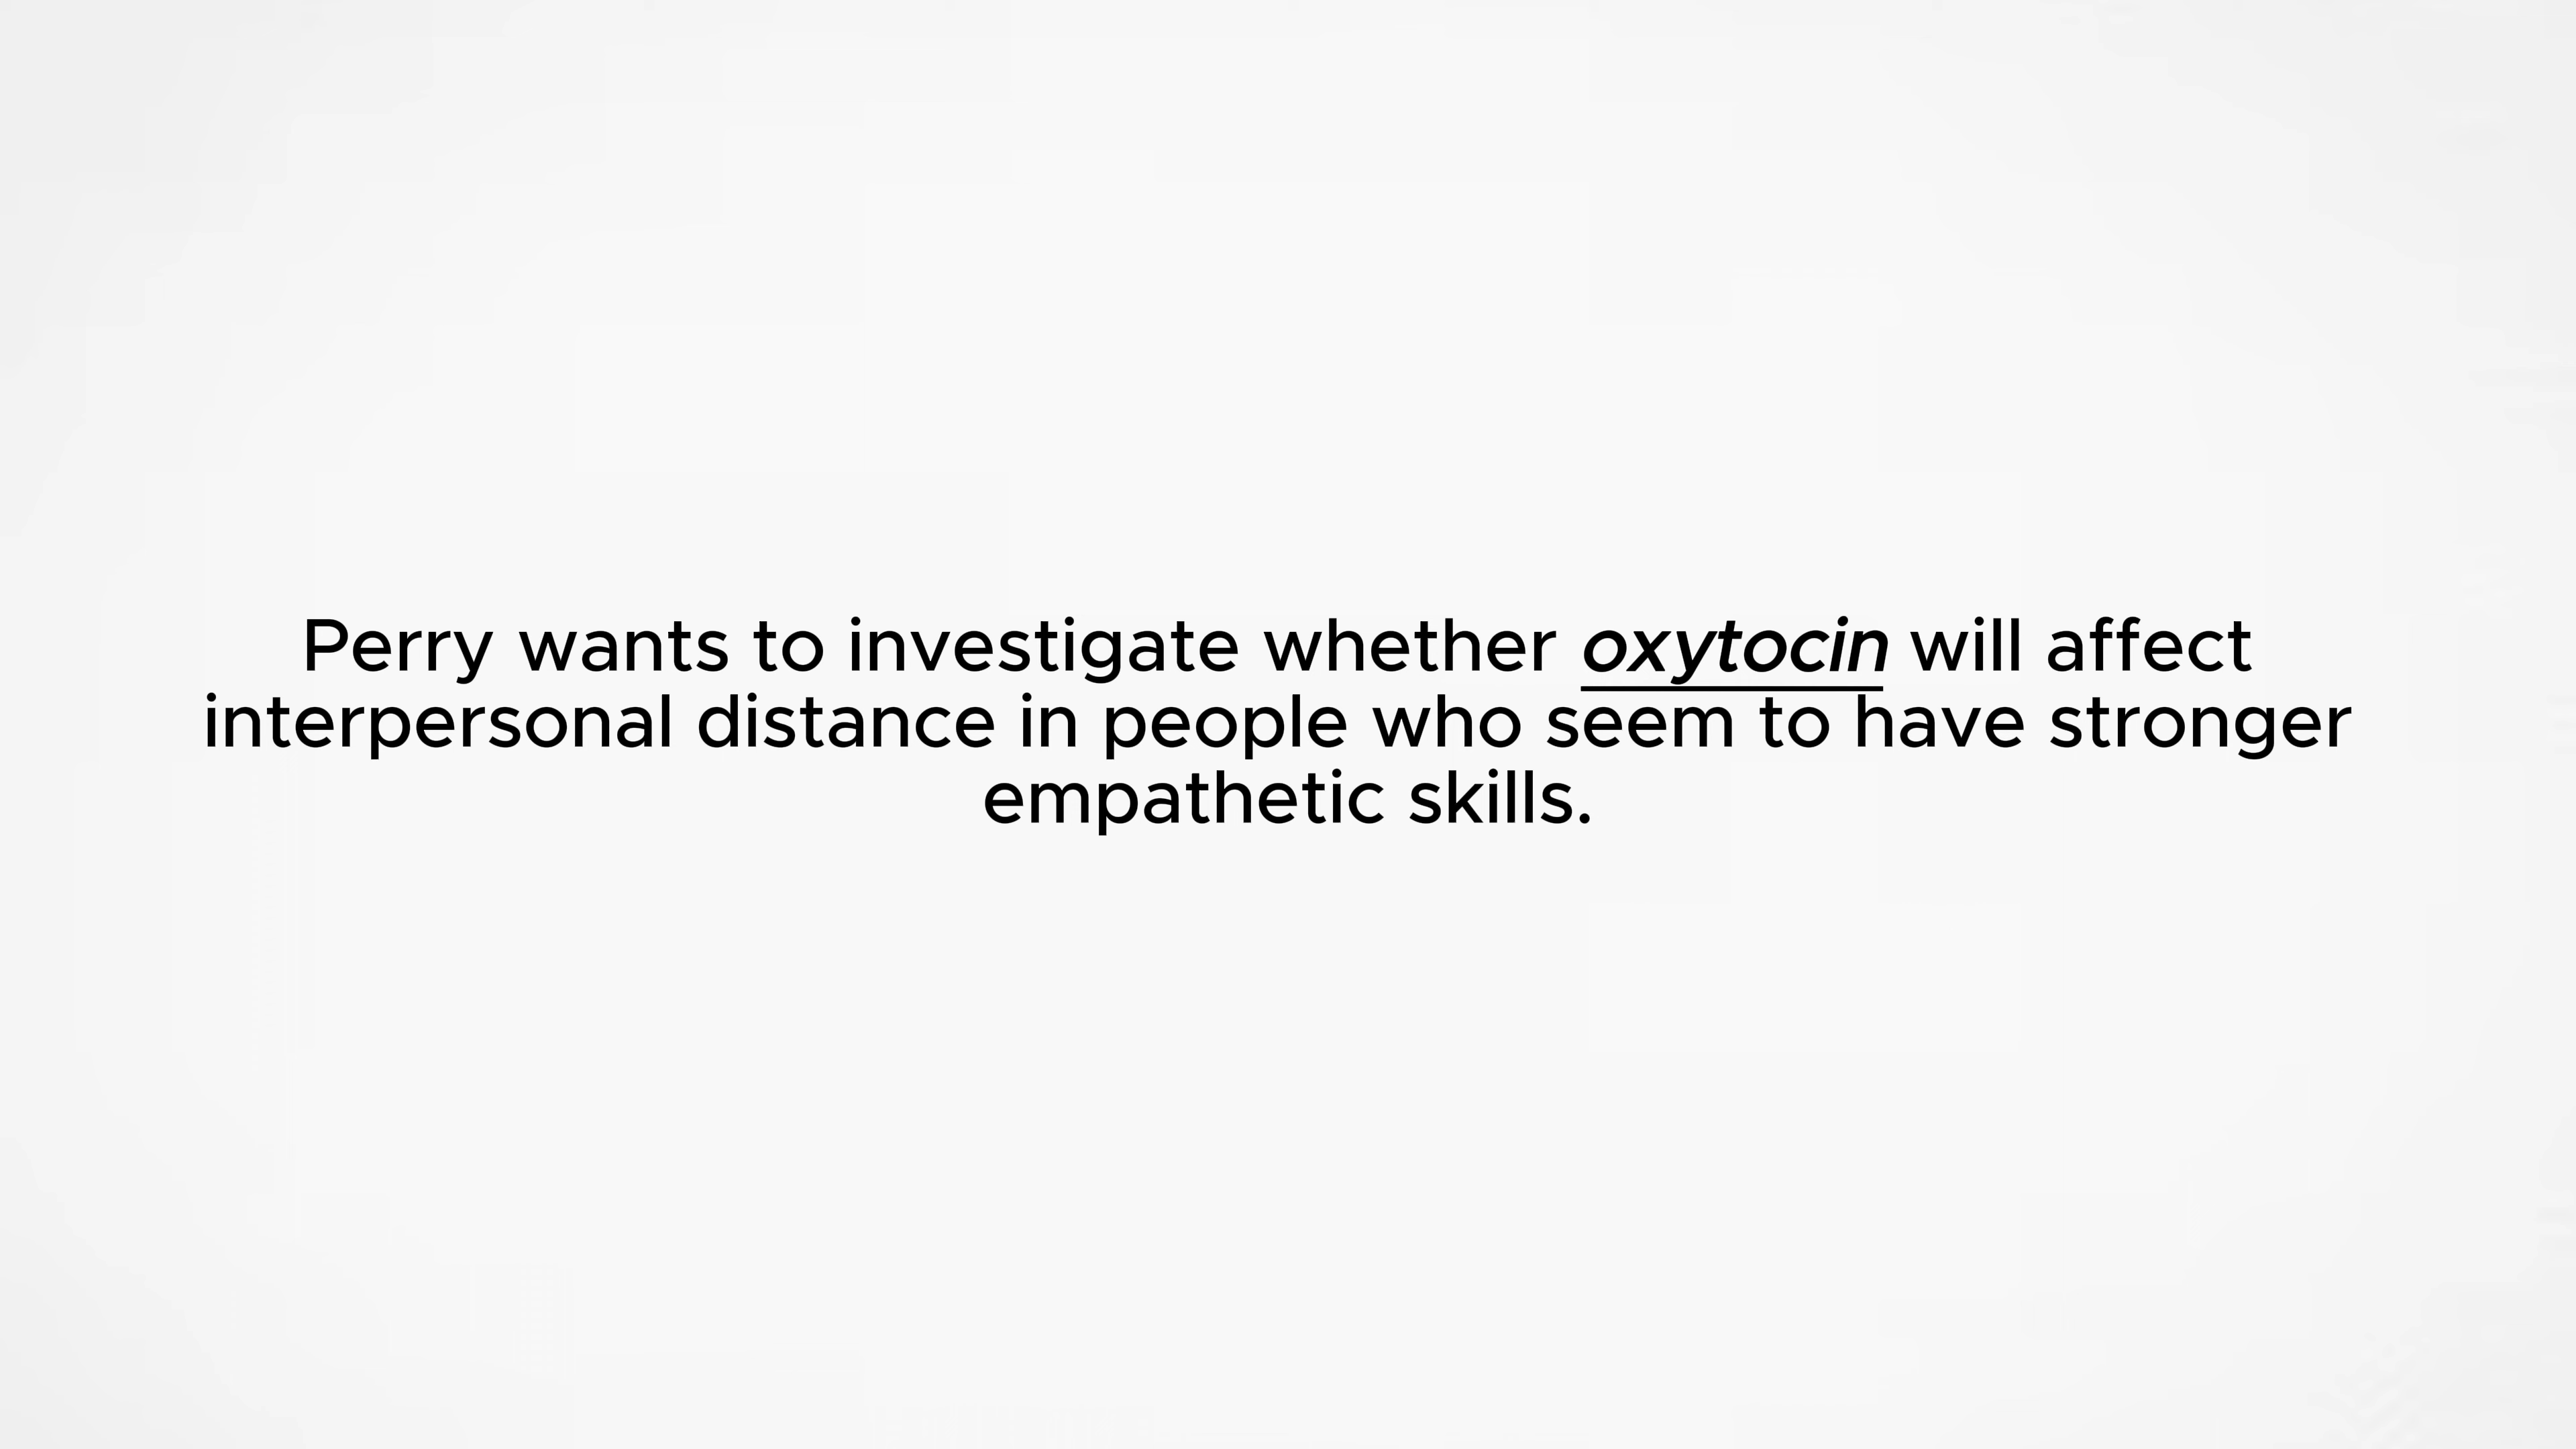 Perry wants to investigate whether oxytocin will affect
interpersonal distance in people who seem to have stronger
empathetic skills.